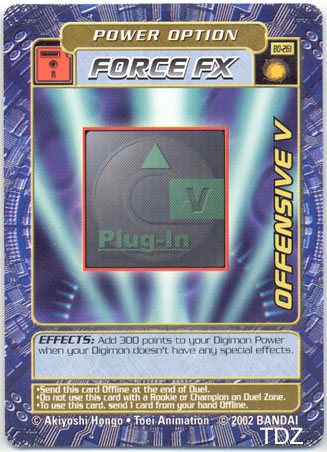 POWER OPTION
FORCE FX
BO-261
OFFENSIVE V
V
Plug-In
EFFECTS: Add 300 points to your Digimon Power
when your Digimon doesn't have any special effects.
•Send this card Offline at the end of Duel.
•Do not use this card with a Rookie or Champion on Duel Zone.
•To use this card, send 1 card from your hand Offline.
© Akiyoshi Hongo • Toei Animation © 2002 BANDAI
TDZ